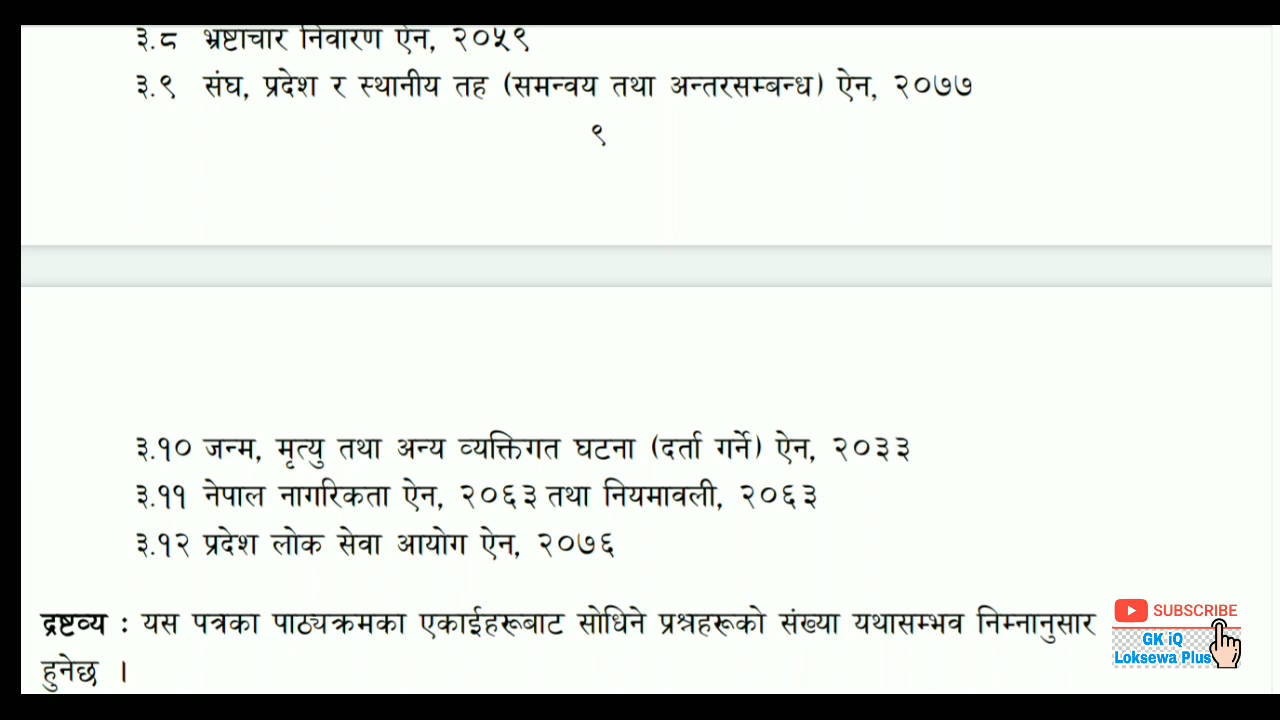 ३.८ भ्रष्टाचार निवारण ऐन, २०५९
३.९ संघ, प्रदेश र स्थानीय तह (समन्वय तथा अन्तरसम्बन्ध) ऐन, २०७७
९
३.१० जन्म, मृत्यु तथा अन्य व्यक्तिगत घटना (दर्ता गर्ने) ऐन, २०३३
३.११ नेपाल नागरिकता ऐन, २०६३ तथा नियमावली, २०६३
३.१२ प्रदेश लोक सेवा आयोग ऐन, २०७६
द्रष्टव्य : यस पत्रका पाठ्यक्रमका एकाईहरूबाट सोधिने प्रश्नहरूको संख्या यथासम्भव निम्नानुसार
हुनेछ ।
SUBSCRIBE
GK iQ
Loksewa Plus